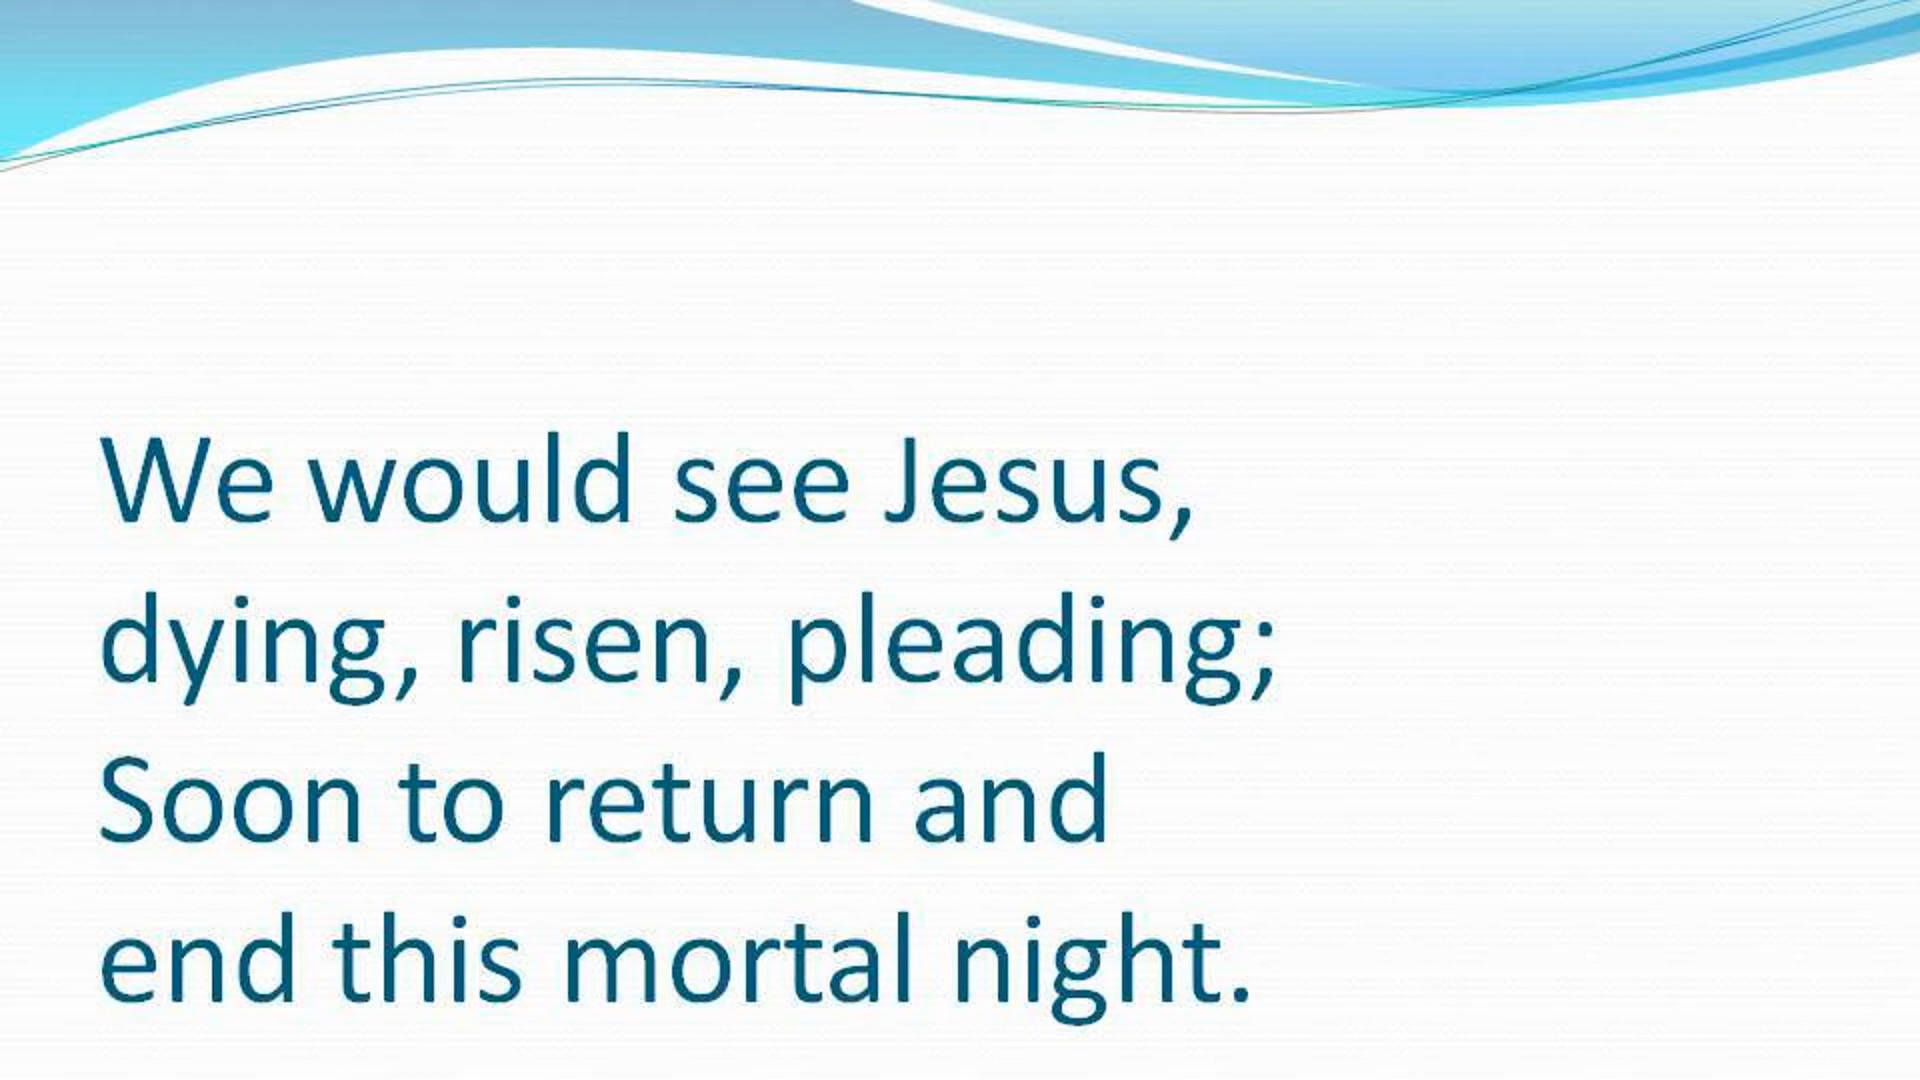 We would see Jesus,
dying, risen, pleading;
Soon to return and
end this mortal night.